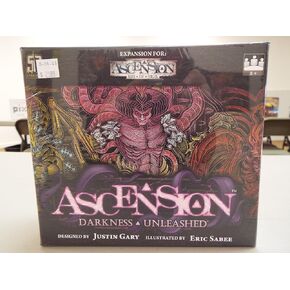 EXPANSION FOR:
ASCENSION
ASCENSION
DARKNESS UNLEASHED
DESIGNED BY JUSTIN GARY ILLUSTRATED BY ERIC SABEE